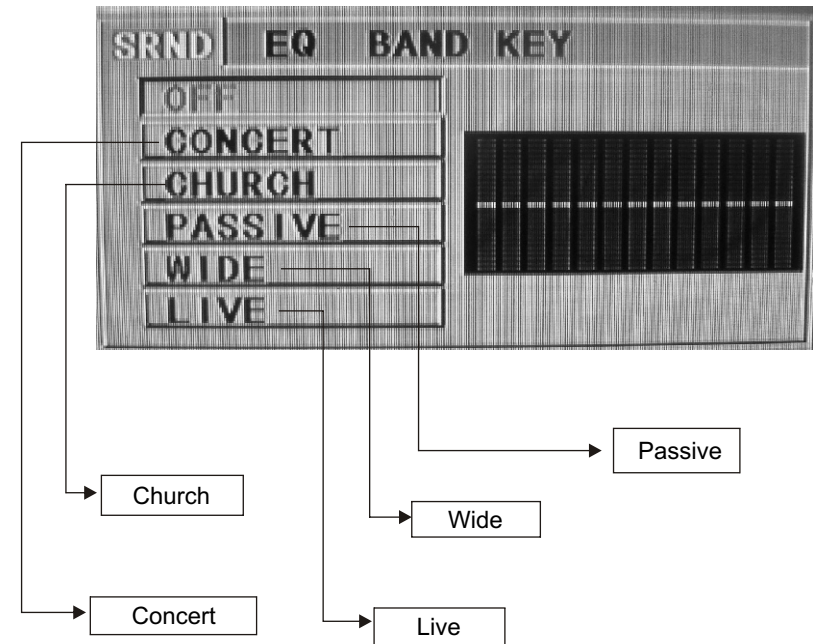 SRND EQ BAND KEY
OFF
CONCERT
CHURCH
PASSIVE
WIDE
LIVE
Passive
Church
Wide
Concert
Live